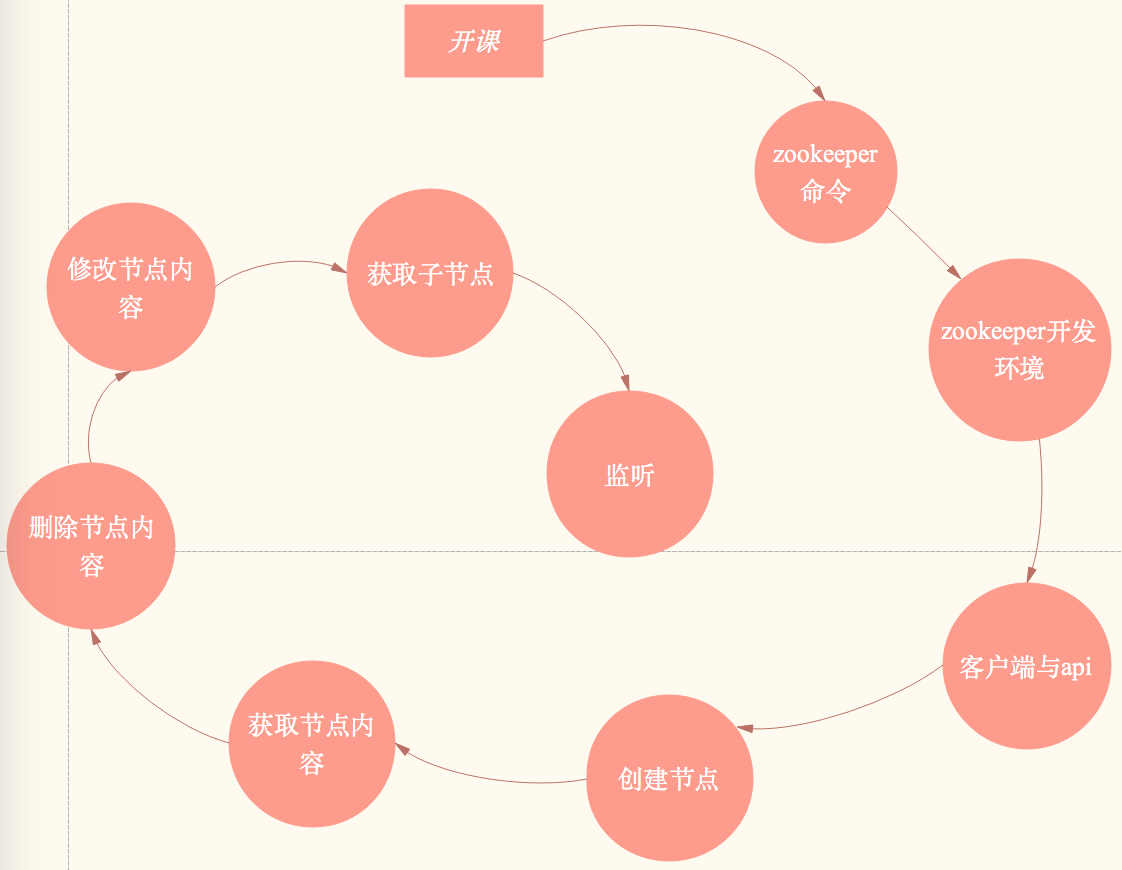 开课
zookeeper
命令
zookeeper开发
环境
客户端与api
创建节点
获取节点内
容
删除节点内
容
修改节点内
容
获取子节点
监听